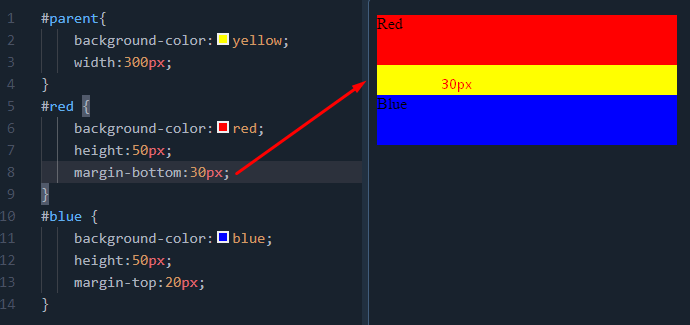 1 #parent{
2 background-color: yellow;
3 width:300px;
4 }
5 #red {
6 background-color: red;
7 height:50px;
8 margin-bottom:30px;
9 }
10 #blue {
11 background-color: blue;
12 height:50px;
13 margin-top:20px;
14 }
Red
30px
Blue